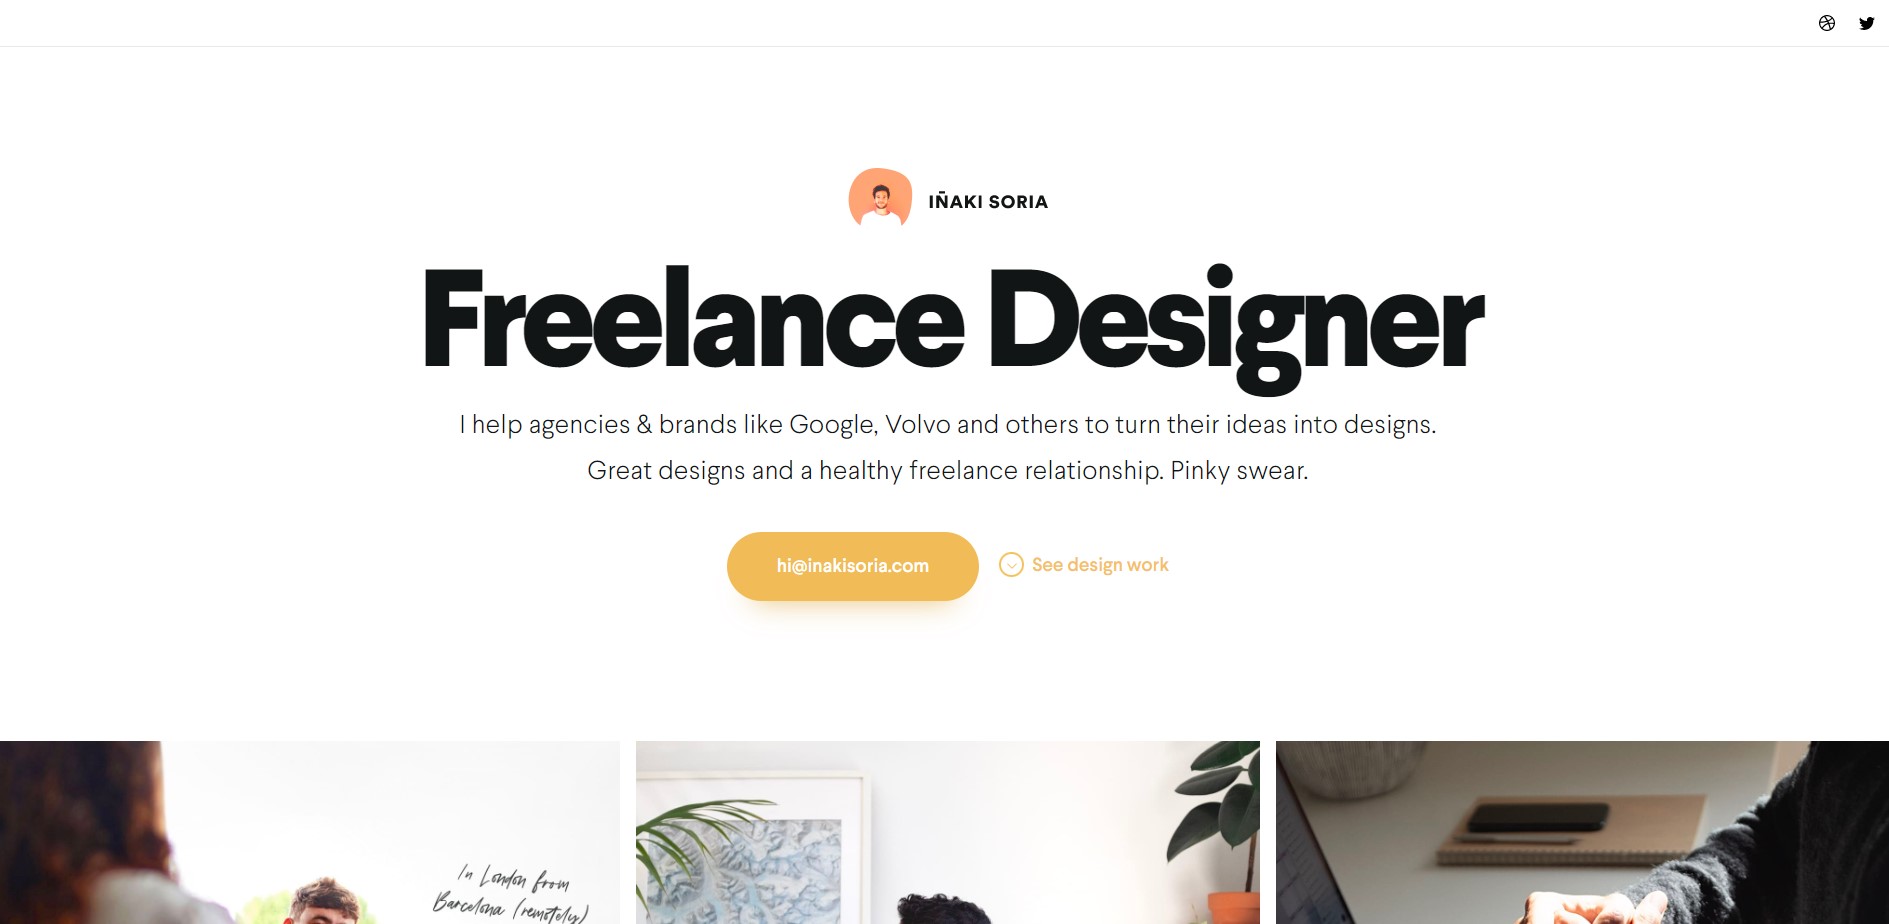 IÑAKI SORIA
Freelance Designer
I help agencies & brands like Google, Volvo and others to turn their ideas into designs.
Great designs and a healthy freelance relationship. Pinky swear.
hi@inakisoria.com
See design work
In London from
Barcelona (remotely)